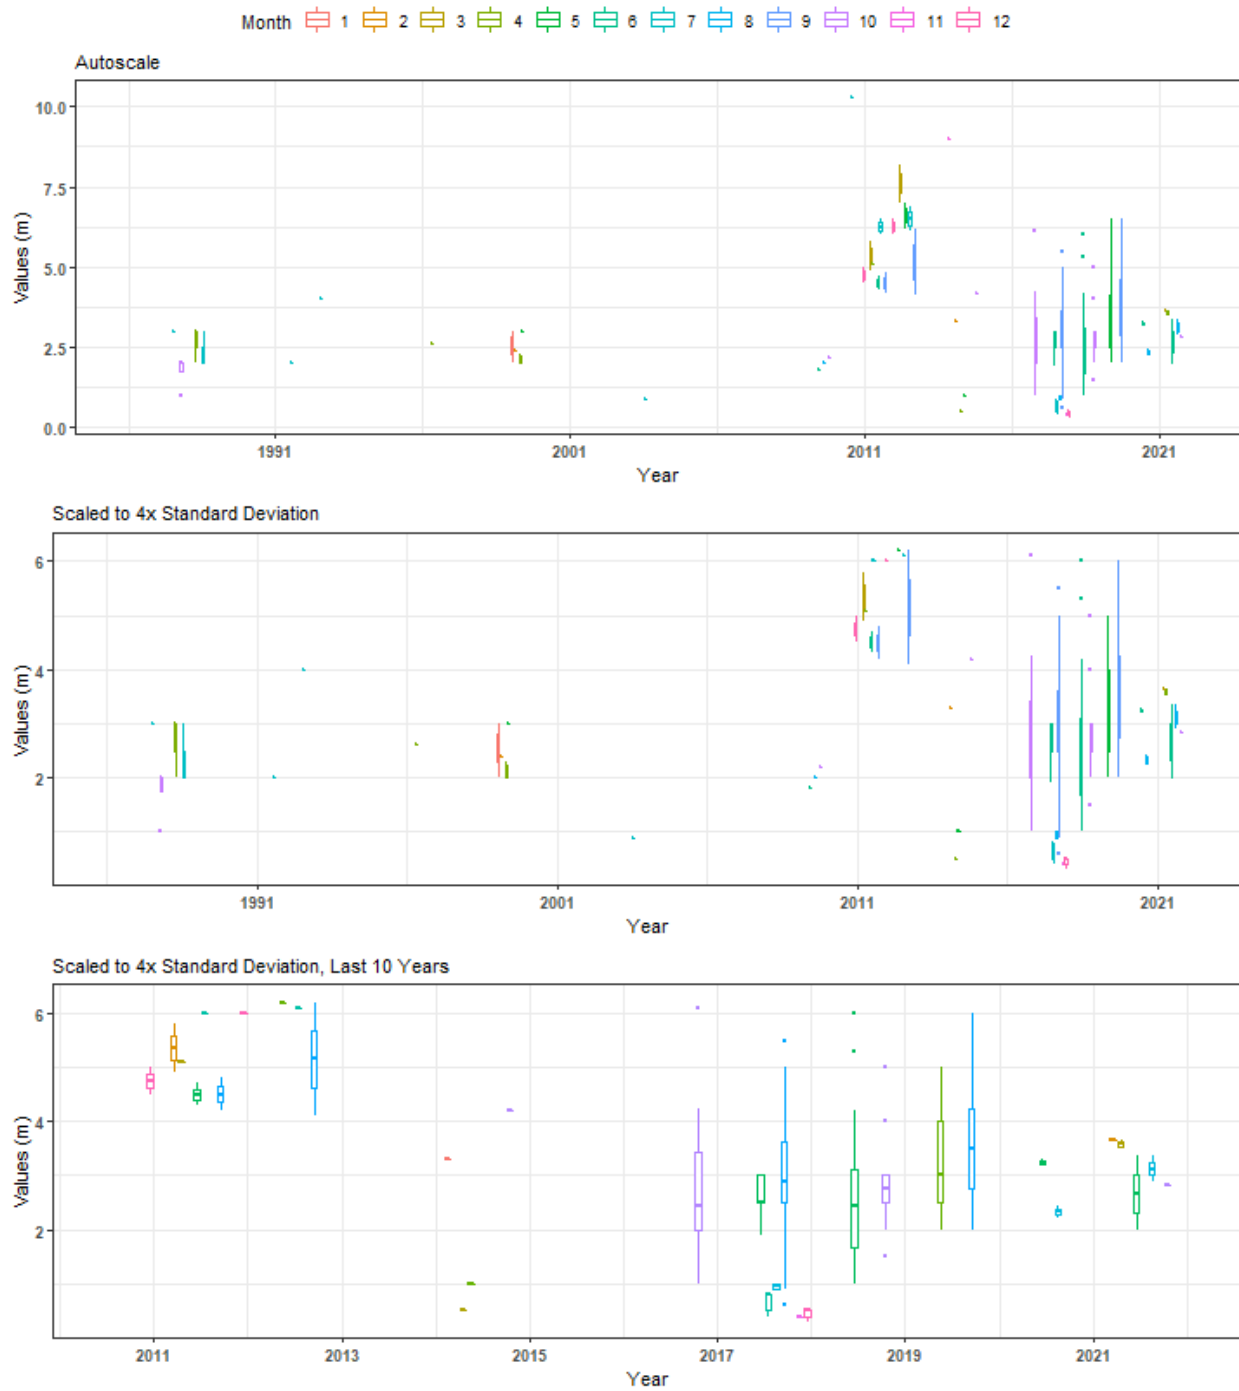 Month 1 2 3 4 5 6 7 8 9 10 11 12
Autoscale
10.0
7.5
5.0
2.5
0.0
Values (m)
1991 2001 2011 2021
Year
Scaled to 4x Standard Deviation
6
4
2
Values (m)
1991 2001 2011 2021
Year
Scaled to 4x Standard Deviation, Last 10 Years
6
4
2
Values (m)
2011 2013 2015 2017 2019 2021
Year